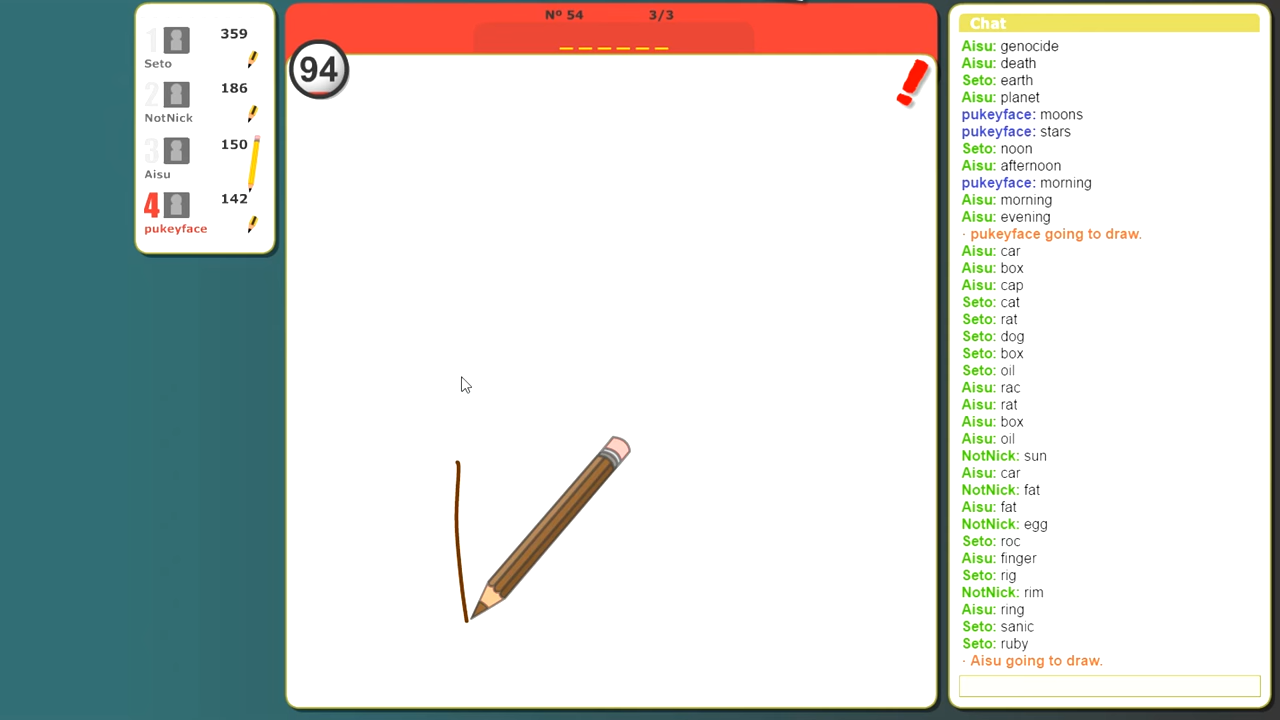 1
359
Seto
2
186
NotNick
3
150
Aisu
4
142
pukeyface
Nº 54 3/3
_ _ _ _ _ _
94
!
Chat
Aisu: genocide
Aisu: death
Seto: earth
Aisu: planet
pukeyface: moons
pukeyface: stars
Seto: noon
Aisu: afternoon
pukeyface: morning
Aisu: morning
Aisu: evening
· pukeyface going to draw.
Aisu: car
Aisu: box
Aisu: cap
Seto: cat
Seto: rat
Seto: dog
Seto: box
Seto: oil
Aisu: rac
Aisu: rat
Aisu: box
Aisu: oil
NotNick: sun
Aisu: car
NotNick: fat
Aisu: fat
NotNick: egg
Seto: roc
Aisu: finger
Seto: rig
NotNick: rim
Aisu: ring
Seto: sanic
Seto: ruby
· Aisu going to draw.